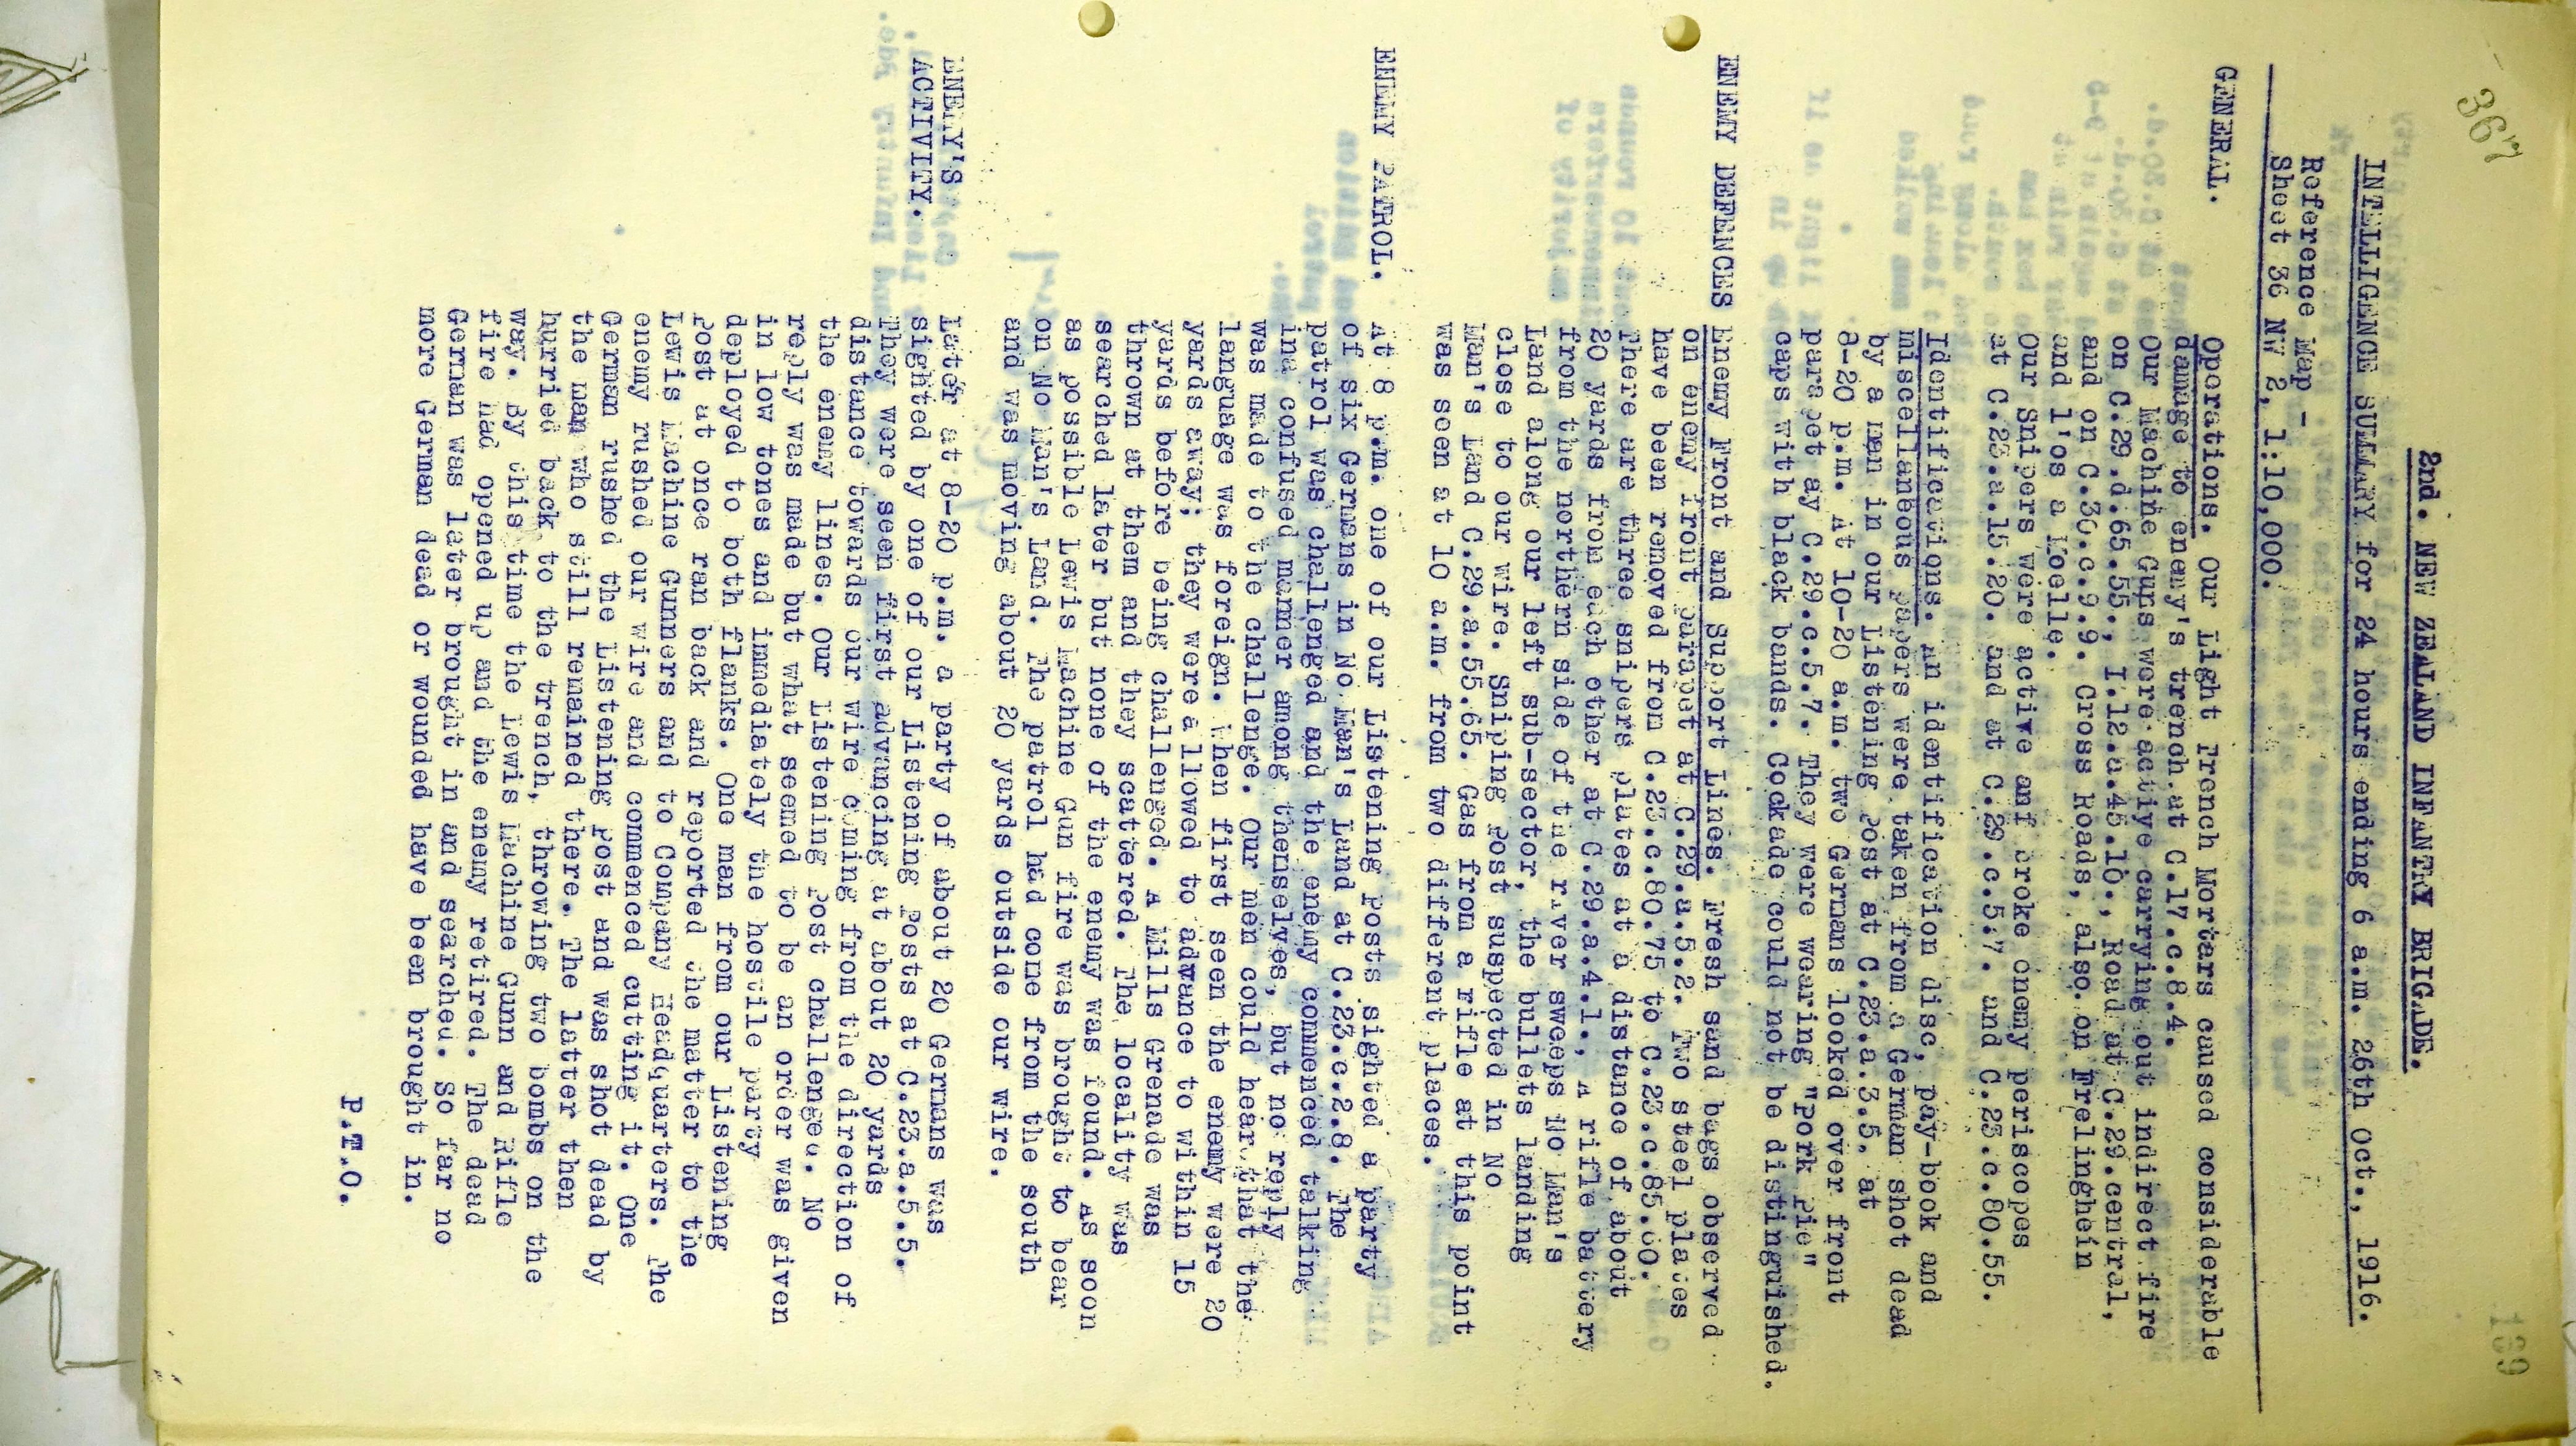 367
139
2nd. NEW ZEALAND INFANTRY BRIGADE.
INTELLIGENCE SUMMARY for 24 hours ending 6 a.m. 26th Oct., 1916.
Reference Map -
Sheet 36 NW 2, 1:10,000.
GENERAL. Operations. Our Light Trench Mortars caused considerable
damage to enemy's trench at C.17.c.8.4.
Our Machine Guns were active carrying out indirect fire
on C.29.d.65.55., I.12.a.45.10., Road at C.29.central,
and on C.30.c.9.9. Cross Roads, also on Frelinghein
and l'os a Moelle.
Our Snipers were active anf broke enemy periscopes
at C.23.a.15.20. and at C.29.c.5.7. and C.23.c.80.55.
Identifications. An identification disc, pay-book and
miscellaneous papers were taken from a German shot dead
by a man in our Listening Post at C.23.a.3.5. at
8-20 p.m. At 10-20 a.m. two Germans looked over front
parapet ay C.29.c.5.7. They were wearing "pork pie"
caps with black bands. Cockade could not be distinguished.
ENEMY DEFENCES Enemy Front and Support Lines. Fresh sand bags observed
on enemy front parapet at C.29.a.5.2. Two steel plates
have been removed from C.23.c.80.75 to C.23.c.85.60.
There are three snipers plates at a distance of about
20 yards from each other at C.29.a.4.1., A rifle battery
from the northern side of the river sweeps No Man's
Land along our left sub-sector, the bullets landing
close to our wire. Sniping Post suspected in No
Man's Land C.29.a.55.65. Gas from a rifle at this point
was seen at 10 a.m. from two different places.
ENEMY PATROL. At 8 p.m. one of our Listening Posts sighted a party
of six Germans in No Man's Land at C.23.c.2.8. The
patrol was challenged and the enemy commenced talking
ina confused manner among themselves, but no reply
was made to the challenge. Our men could hear that the
language was foreign. When first seen the enemy were 20
yards away; they were allowed to advance to within 15
yards before being challenged. A Mills Grenade was
thrown at them and they scattered. The locality was
searched later but none of the enemy was found. As soon
as possible Lewis Machine Gun fire was brought to bear
on No Man's Land. The patrol had come from the south
and was moving about 20 yards outside our wire.
ENEMY'S Later at 8-20 p.m. a party of about 20 Germans was
ACTIVITY. sighted by one of our Listening Posts at C.23.a.5.5.
They were seen first advancing at about 20 yards
distance towards our wire coming from the direction of
the enemy lines. Our Listening Post challenged. No
reply was made but what seemed to be an order was given
in low tones and immediately the hostile party
deployed to both flanks. One man from our Listening
Post at once ran back and reported the matter to the
Lewis Machine Gunners and to Company Headquarters. The
enemy rushed our wire and commenced cutting it. One
German rushed the Listening Post and was shot dead by
the man who still remained there. The latter then
hurried back to the trench, throwing two bombs on the
way. By this time the Lewis Machine Gunn and Rifle
fire had opened up and the enemy retired. The dead
German was later brought in and searched. So far no
more German dead or wounded have been brought in.
P.T.O.